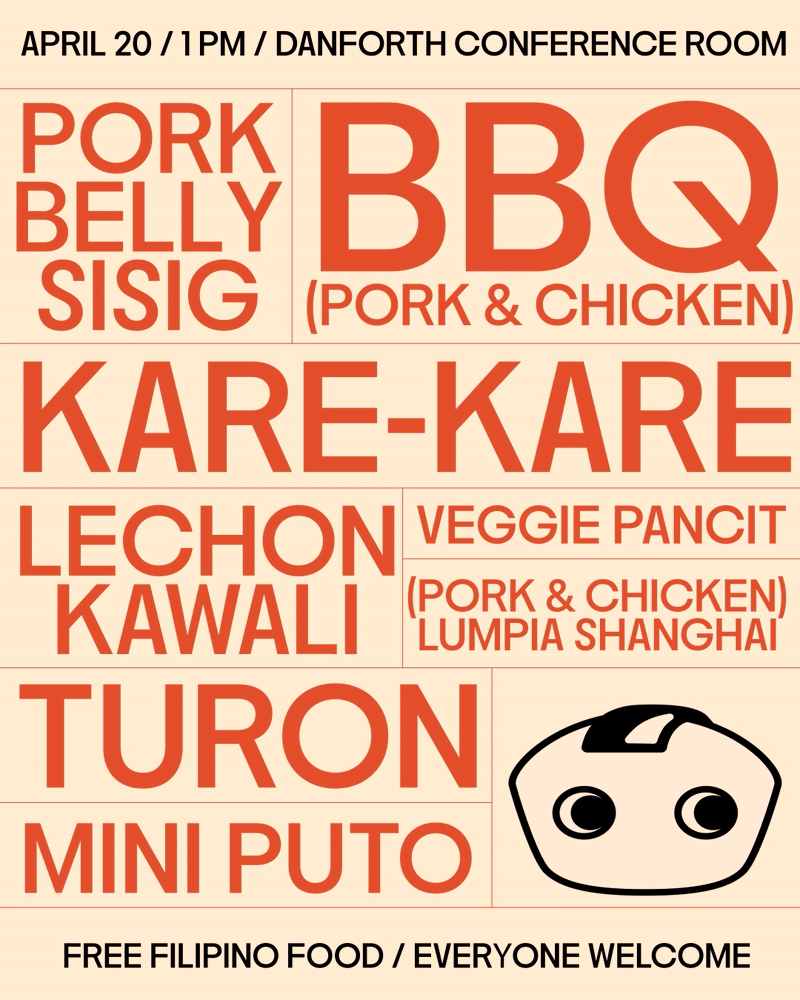 APRIL 20 / 1 PM / DANFORTH CONFERENCE ROOM
PORK
BELLY
SISIG
BBQ
(PORK & CHICKEN)
KARE-KARE
LECHON
KAWALI
VEGGIE PANCIT
(PORK & CHICKEN)
LUMPIA SHANGHAI
TURON
MINI PUTO
FREE FILIPINO FOOD / EVERYONE WELCOME